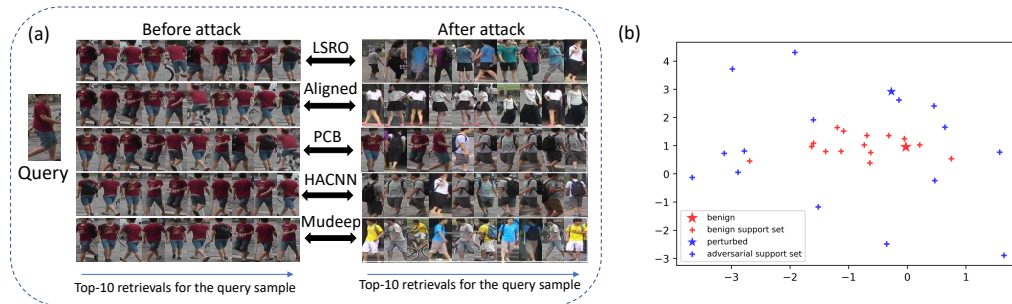 (a)
Before attack
After attack
LSRO
Aligned
PCB
HACNN
Mudeep
Query
Top-10 retrievals for the query sample
Top-10 retrievals for the query sample
(b)
4
3
2
1
0
−1
−2
−3
−3
−2
−1
0
1
benign
benign support set
perturbed
adversarial support set